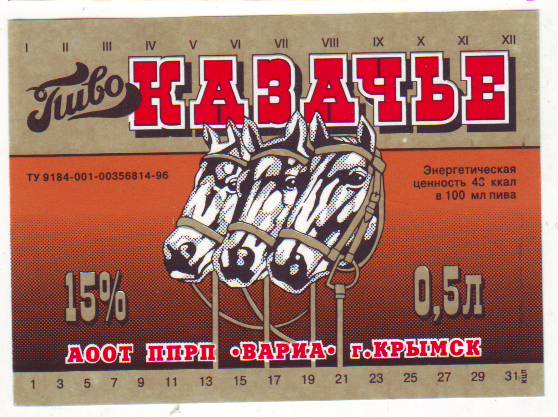 I II III IV V VI VII VIII IX X XI XII
Пиво
КАЗАЧЬЕ
ТУ 9184-001-00356814-96
Энергетическая
ценность 43 ккал
в 100 мл пива
15%
0,5л
АООТ ППРП •ВАРИА• г.КРЫМСК
1 3 5 7 9 11 13 15 17 19 21 23 25 27 29 31